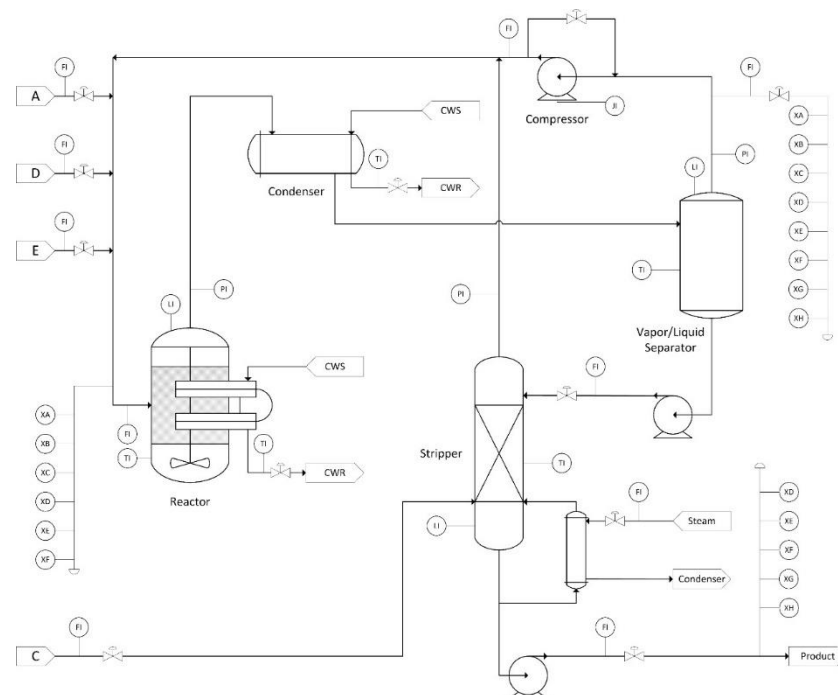 FI
FI
A
FI
XA
Compressor
JI
CWS
XB
FI
PI
TI
LI
XC
D
Condenser
CWR
XD
FI
XE
E
TI
XF
PI
PI
XG
LI
Vapor/Liquid
Separator
XH
CWS
FI
XA
FI
XB
TI
TI
Stripper
TI
XC
CWR
XD
Reactor
XD
FI
XE
LI
Steam
XE
XF
XF
Condenser
XG
XH
FI
FI
C
Product